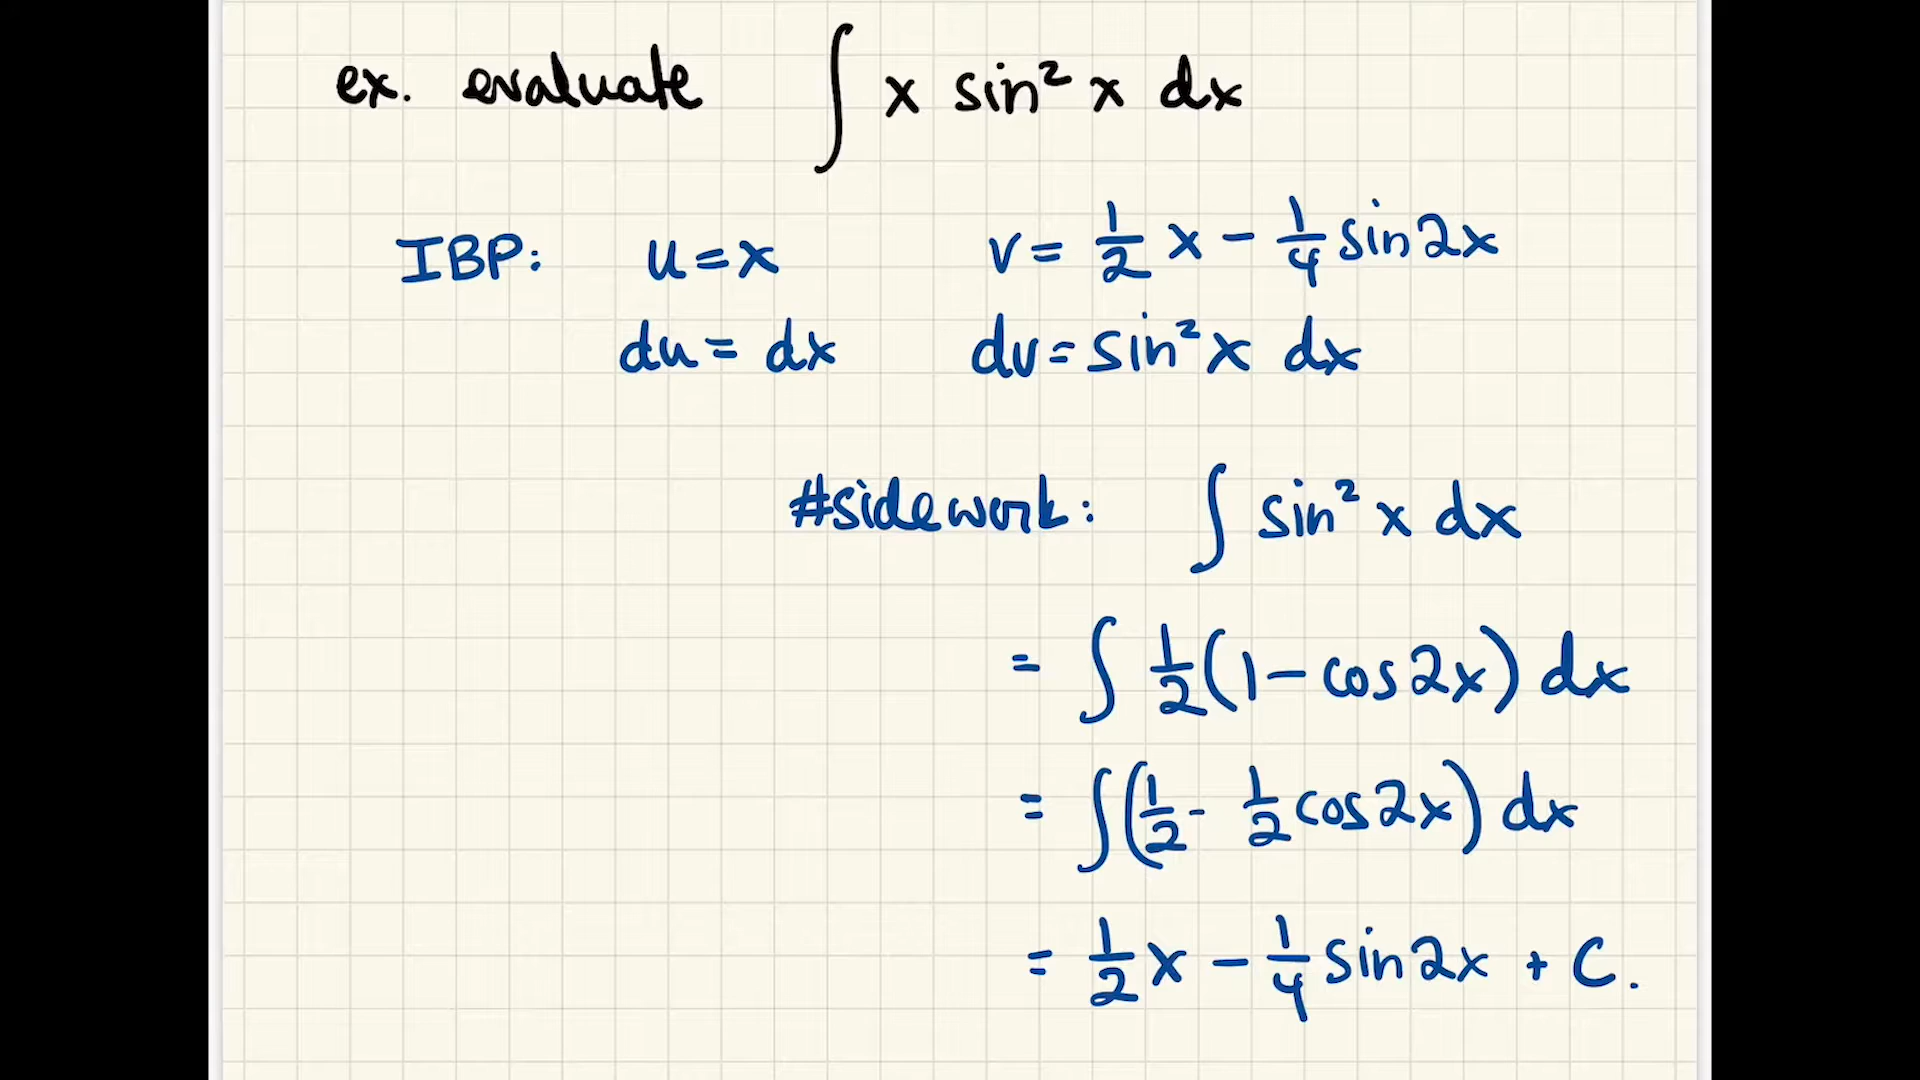 ex. evaluate ∫ x sin² x dx
IBP: u = x v = 1/2 x − 1/4 sin 2x
du = dx dv = sin² x dx
#sidework: ∫ sin² x dx
= ∫ 1/2 (1 − cos 2x) dx
= ∫ (1/2 − 1/2 cos 2x) dx
= 1/2 x − 1/4 sin 2x + C.